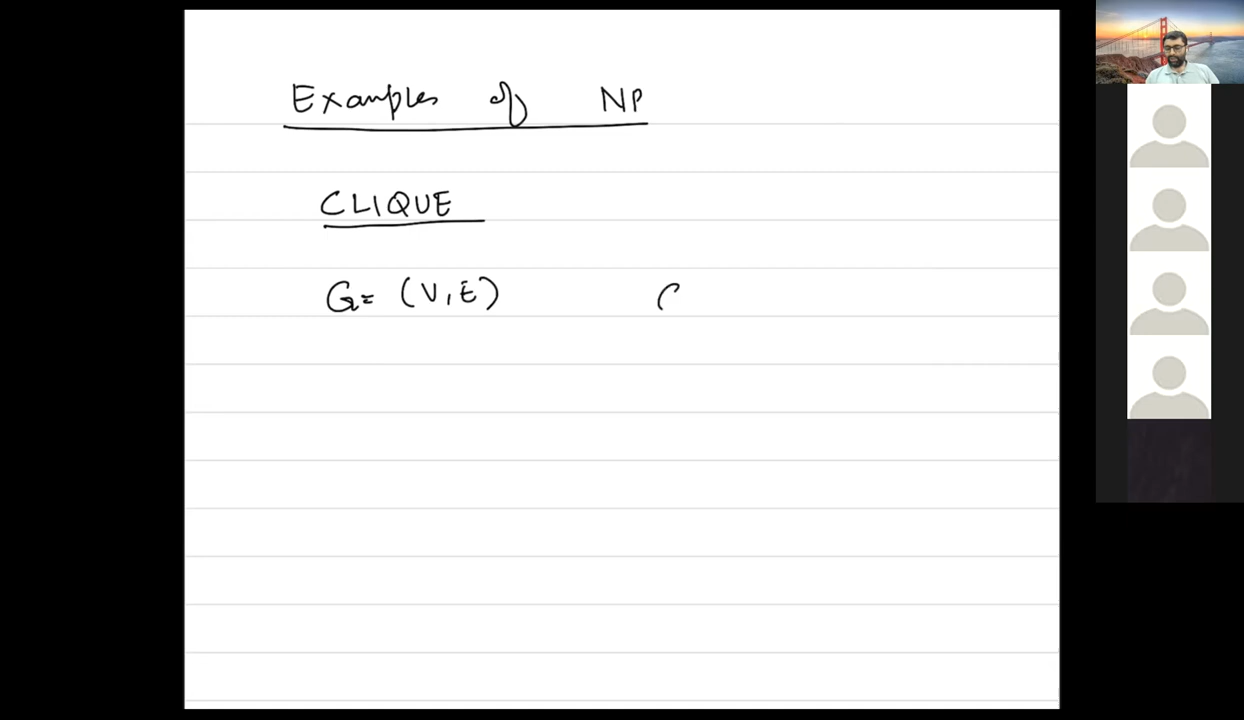 Examples of NP
CLIQUE
G = (V, E) (